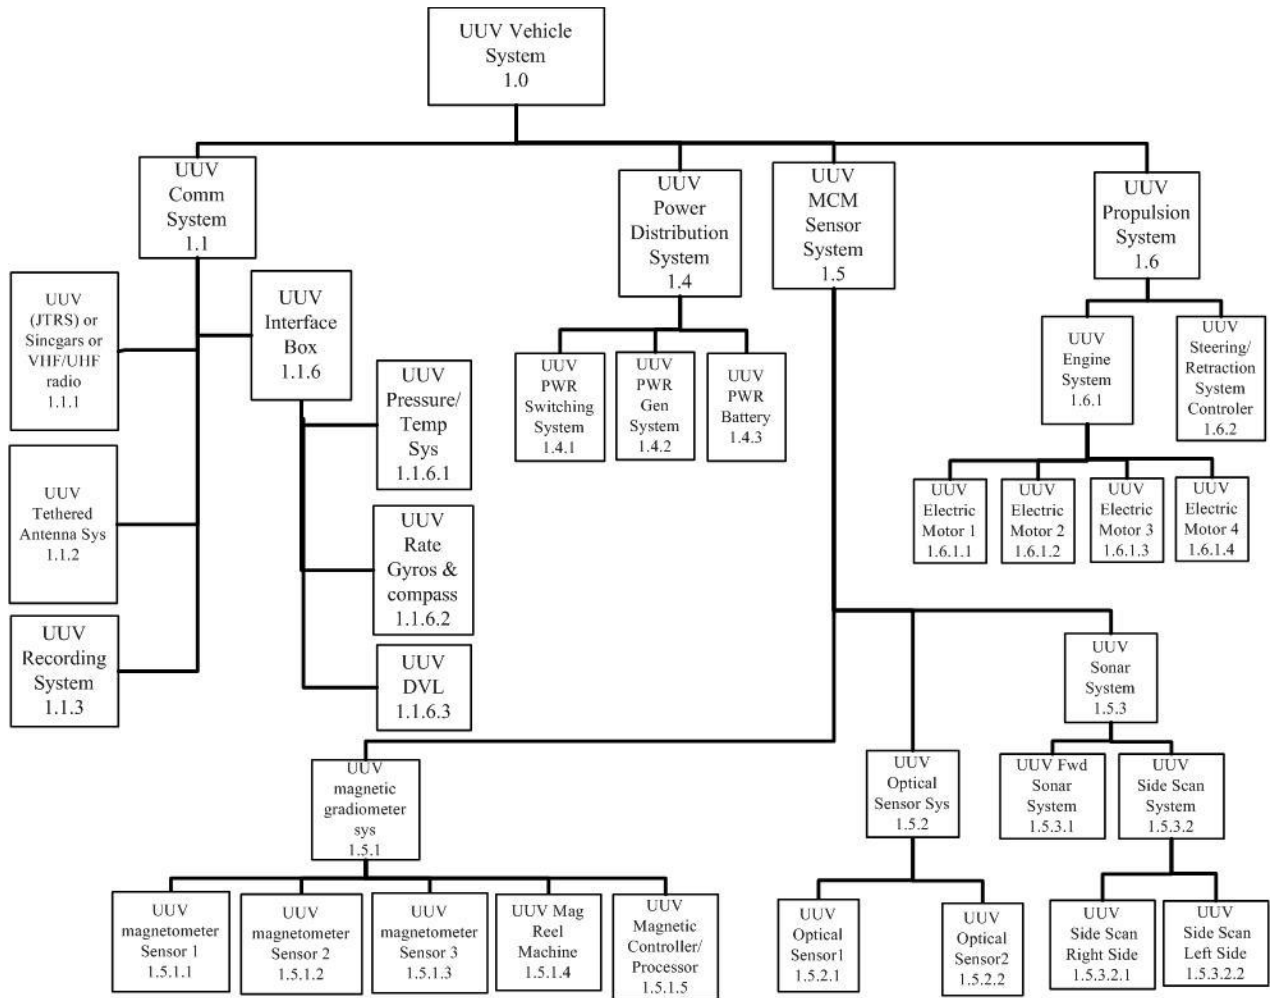 UUV Vehicle
System
1.0
UUV
Comm
System
1.1
UUV
Power
Distribution
System
1.4
UUV
MCM
Sensor
System
1.5
UUV
Propulsion
System
1.6
UUV
(JTRS) or
Sincgars or
VHF/UHF
radio
1.1.1
UUV
Interface
Box
1.1.6
UUV
Tethered
Antenna Sys
1.1.2
UUV
Recording
System
1.1.3
UUV
Pressure/
Temp
Sys
1.1.6.1
UUV
Rate
Gyros &
compass
1.1.6.2
UUV
DVL
1.1.6.3
UUV
PWR
Switching
System
1.4.1
UUV
PWR
Gen
System
1.4.2
UUV
PWR
Battery
1.4.3
UUV
Engine
System
1.6.1
UUV
Steering/
Retraction
System
Controler
1.6.2
UUV
Electric
Motor 1
1.6.1.1
UUV
Electric
Motor 2
1.6.1.2
UUV
Electric
Motor 3
1.6.1.3
UUV
Electric
Motor 4
1.6.1.4
UUV
Sonar
System
1.5.3
UUV
magnetic
gradiometer
sys
1.5.1
UUV
Optical
Sensor Sys
1.5.2
UUV Fwd
Sonar
System
1.5.3.1
UUV
Side Scan
System
1.5.3.2
UUV
magnetometer
Sensor 1
1.5.1.1
UUV
magnetometer
Sensor 2
1.5.1.2
UUV
magnetometer
Sensor 3
1.5.1.3
UUV Mag
Reel
Machine
1.5.1.4
UUV
Magnetic
Controller/
Processor
1.5.1.5
UUV
Optical
Sensor1
1.5.2.1
UUV
Optical
Sensor2
1.5.2.2
UUV
Side Scan
Right Side
1.5.3.2.1
UUV
Side Scan
Left Side
1.5.3.2.2